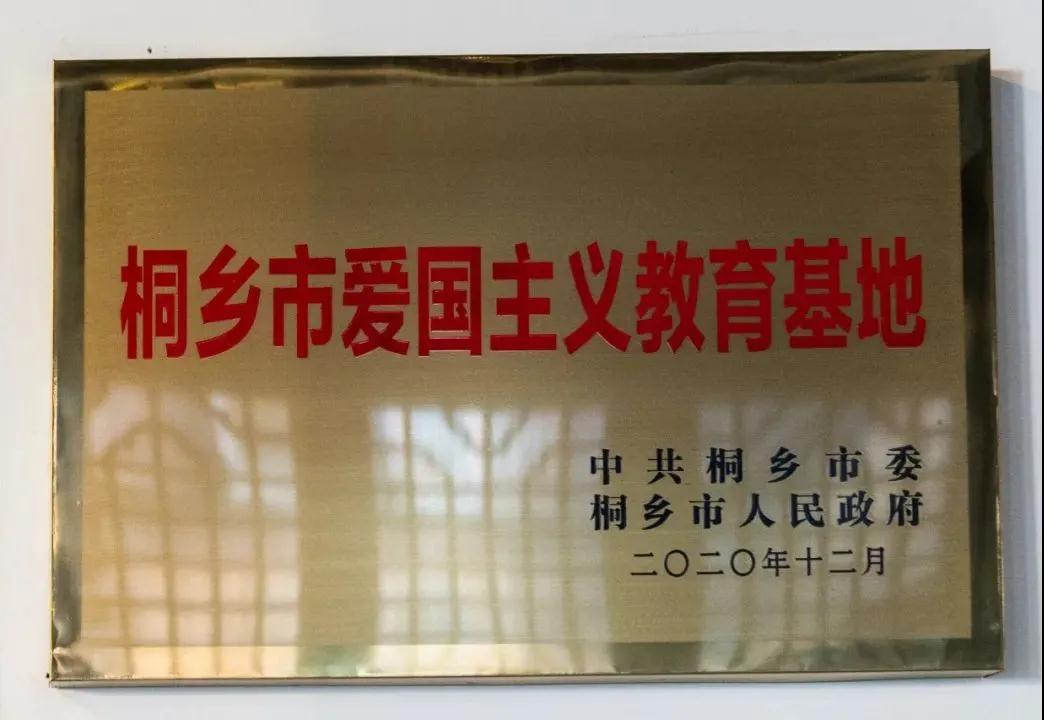 桐乡市爱国主义教育基地
中共桐乡市委
桐乡市人民政府
二〇二〇年十二月